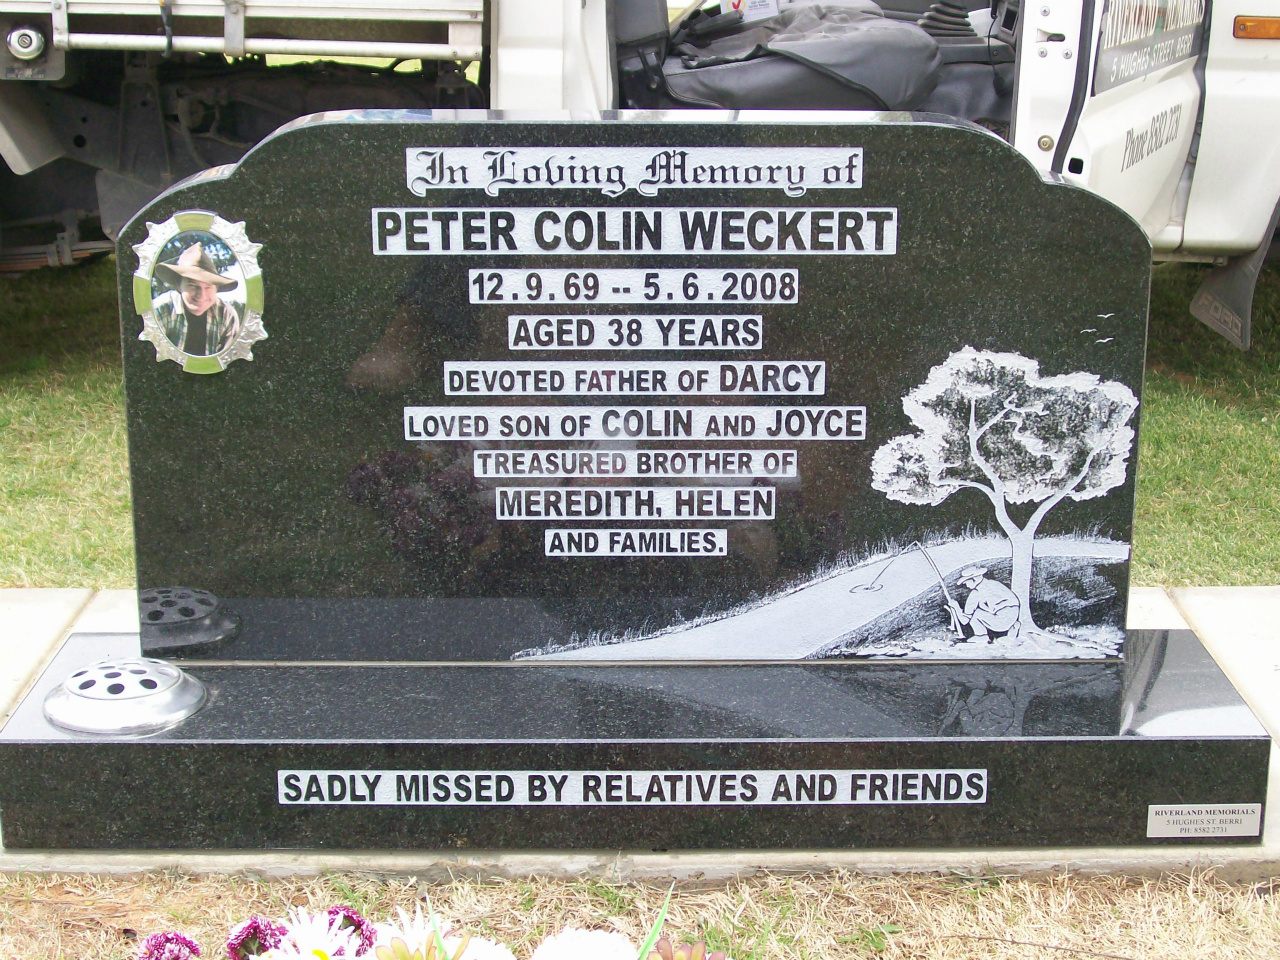 RIVERLAND
5 HUGHES STREET, BERRI
Phone 8582 2731
In Loving Memory of
PETER COLIN WECKERT
12.9.69 -- 5.6.2008
AGED 38 YEARS
DEVOTED FATHER OF DARCY
LOVED SON OF COLIN AND JOYCE
TREASURED BROTHER OF
MEREDITH, HELEN
AND FAMILIES.
FORD
SADLY MISSED BY RELATIVES AND FRIENDS
RIVERLAND MEMORIALS
5 HUGHES ST. BERRI
PH: 8582 2731